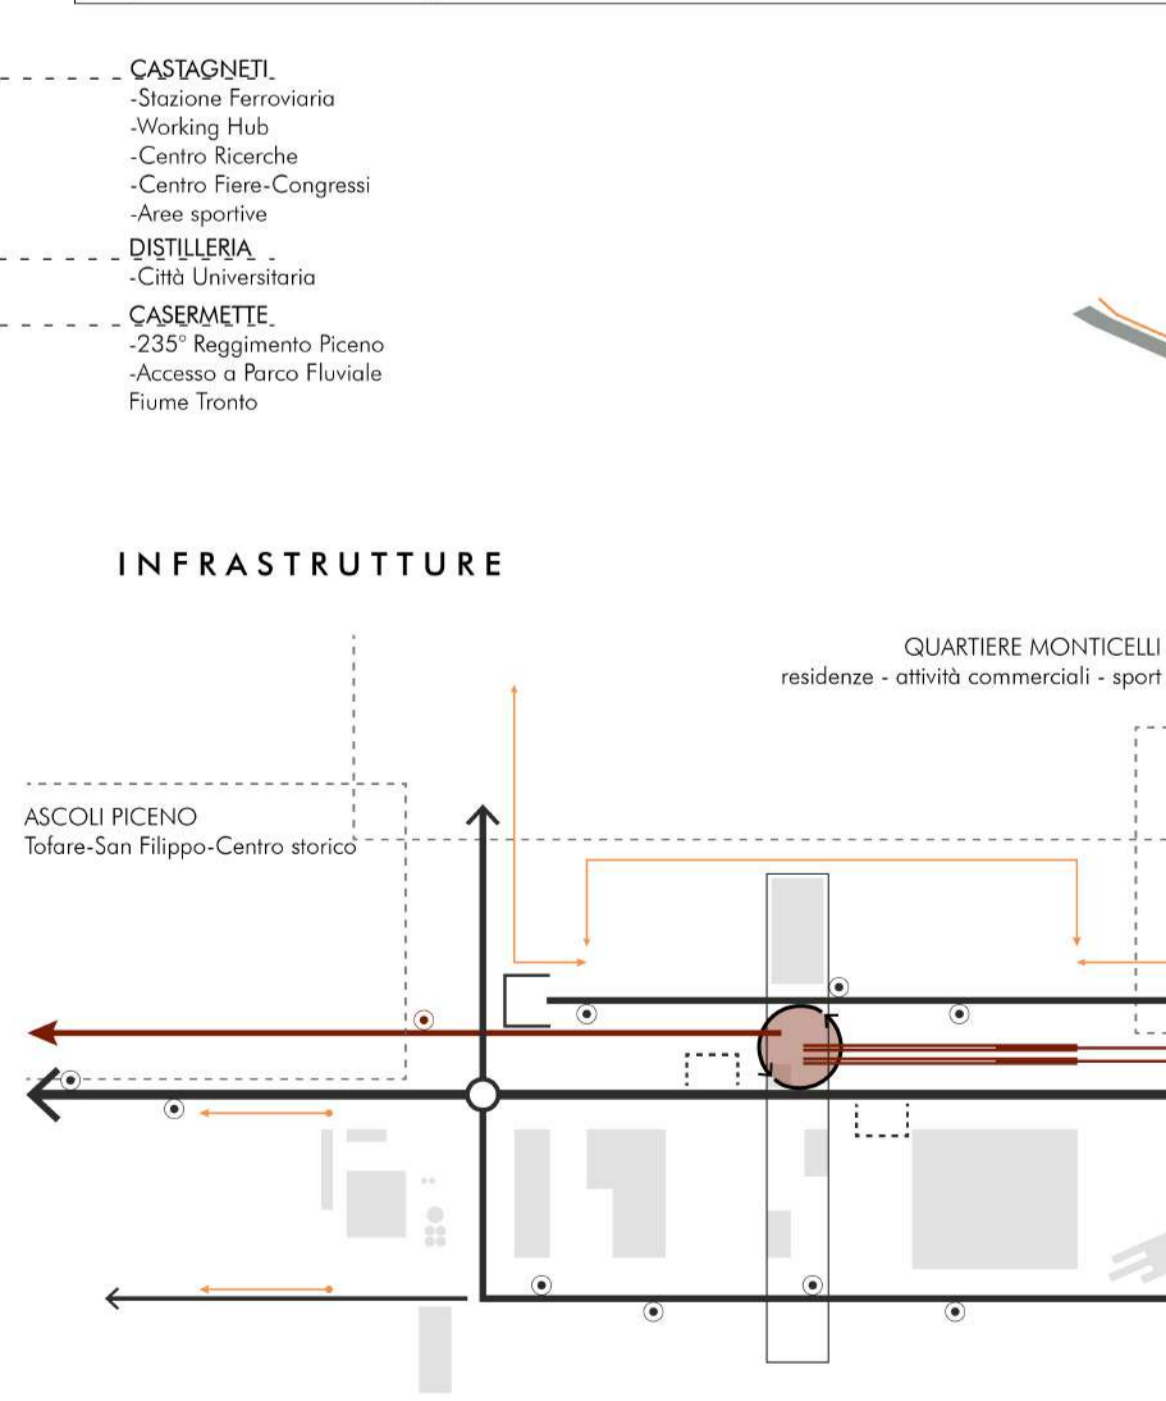 CASTAGNETI
-Stazione Ferroviaria
-Working Hub
-Centro Ricerche
-Centro Fiere-Congressi
-Aree sportive
DISTILLERIA
-Città Universitaria
CASERMETTE
-235° Reggimento Piceno
-Accesso a Parco Fluviale
Fiume Tronto
INFRASTRUTTURE
QUARTIERE MONTICELLI
residenze - attività commerciali - sport
ASCOLI PICENO
Tofare-San Filippo-Centro storico